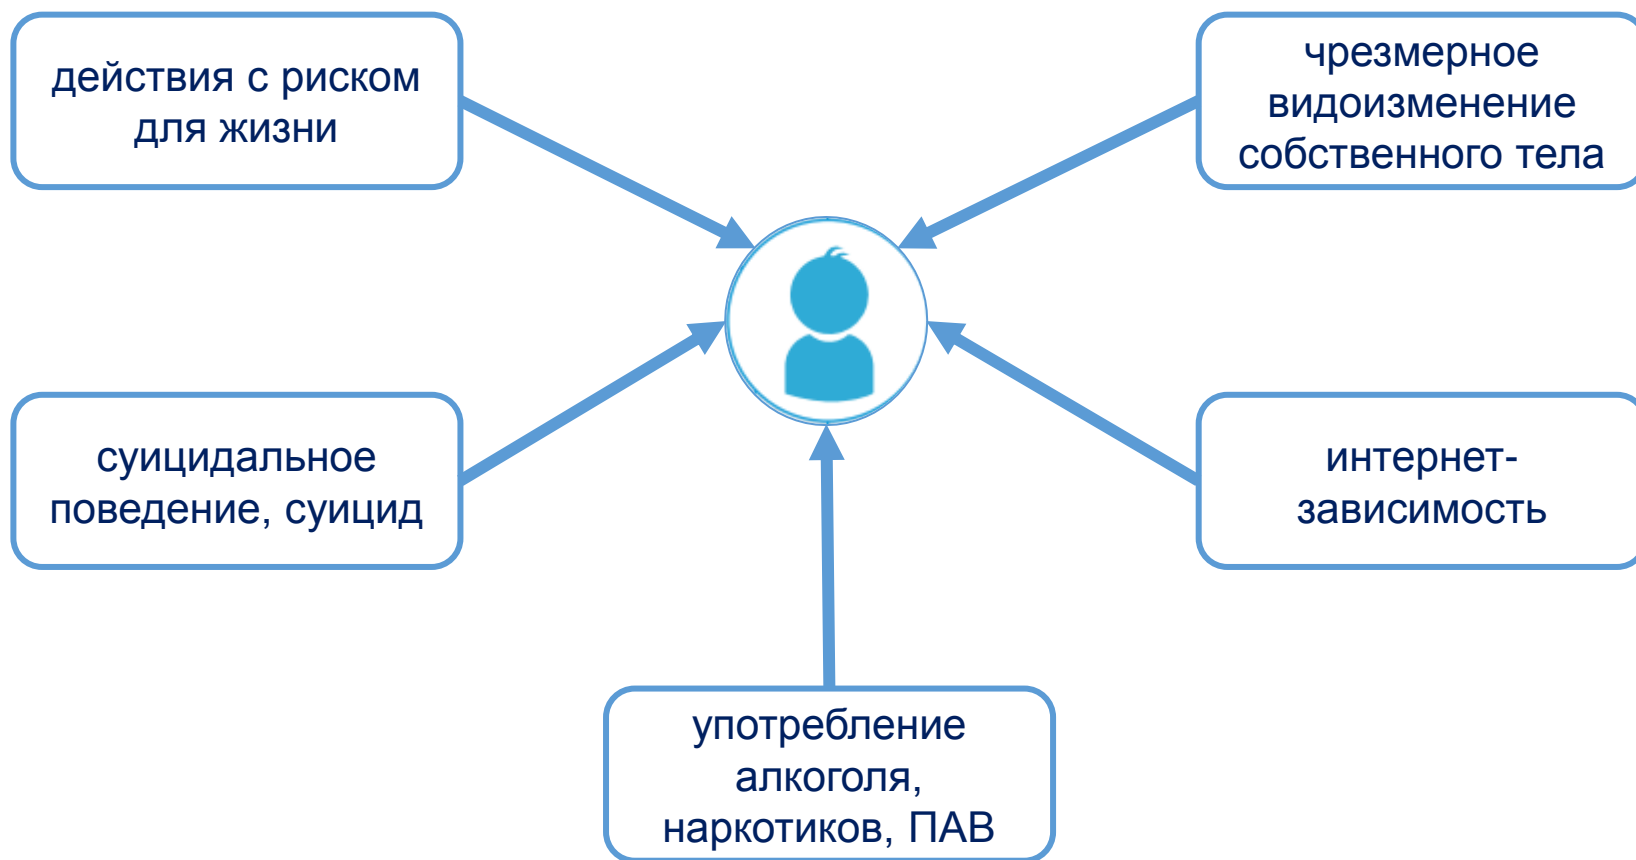 действия с риском
для жизни
чрезмерное
видоизменение
собственного тела
суицидальное
поведение, суицид
интернет-
зависимость
употребление
алкоголя,
наркотиков, ПАВ